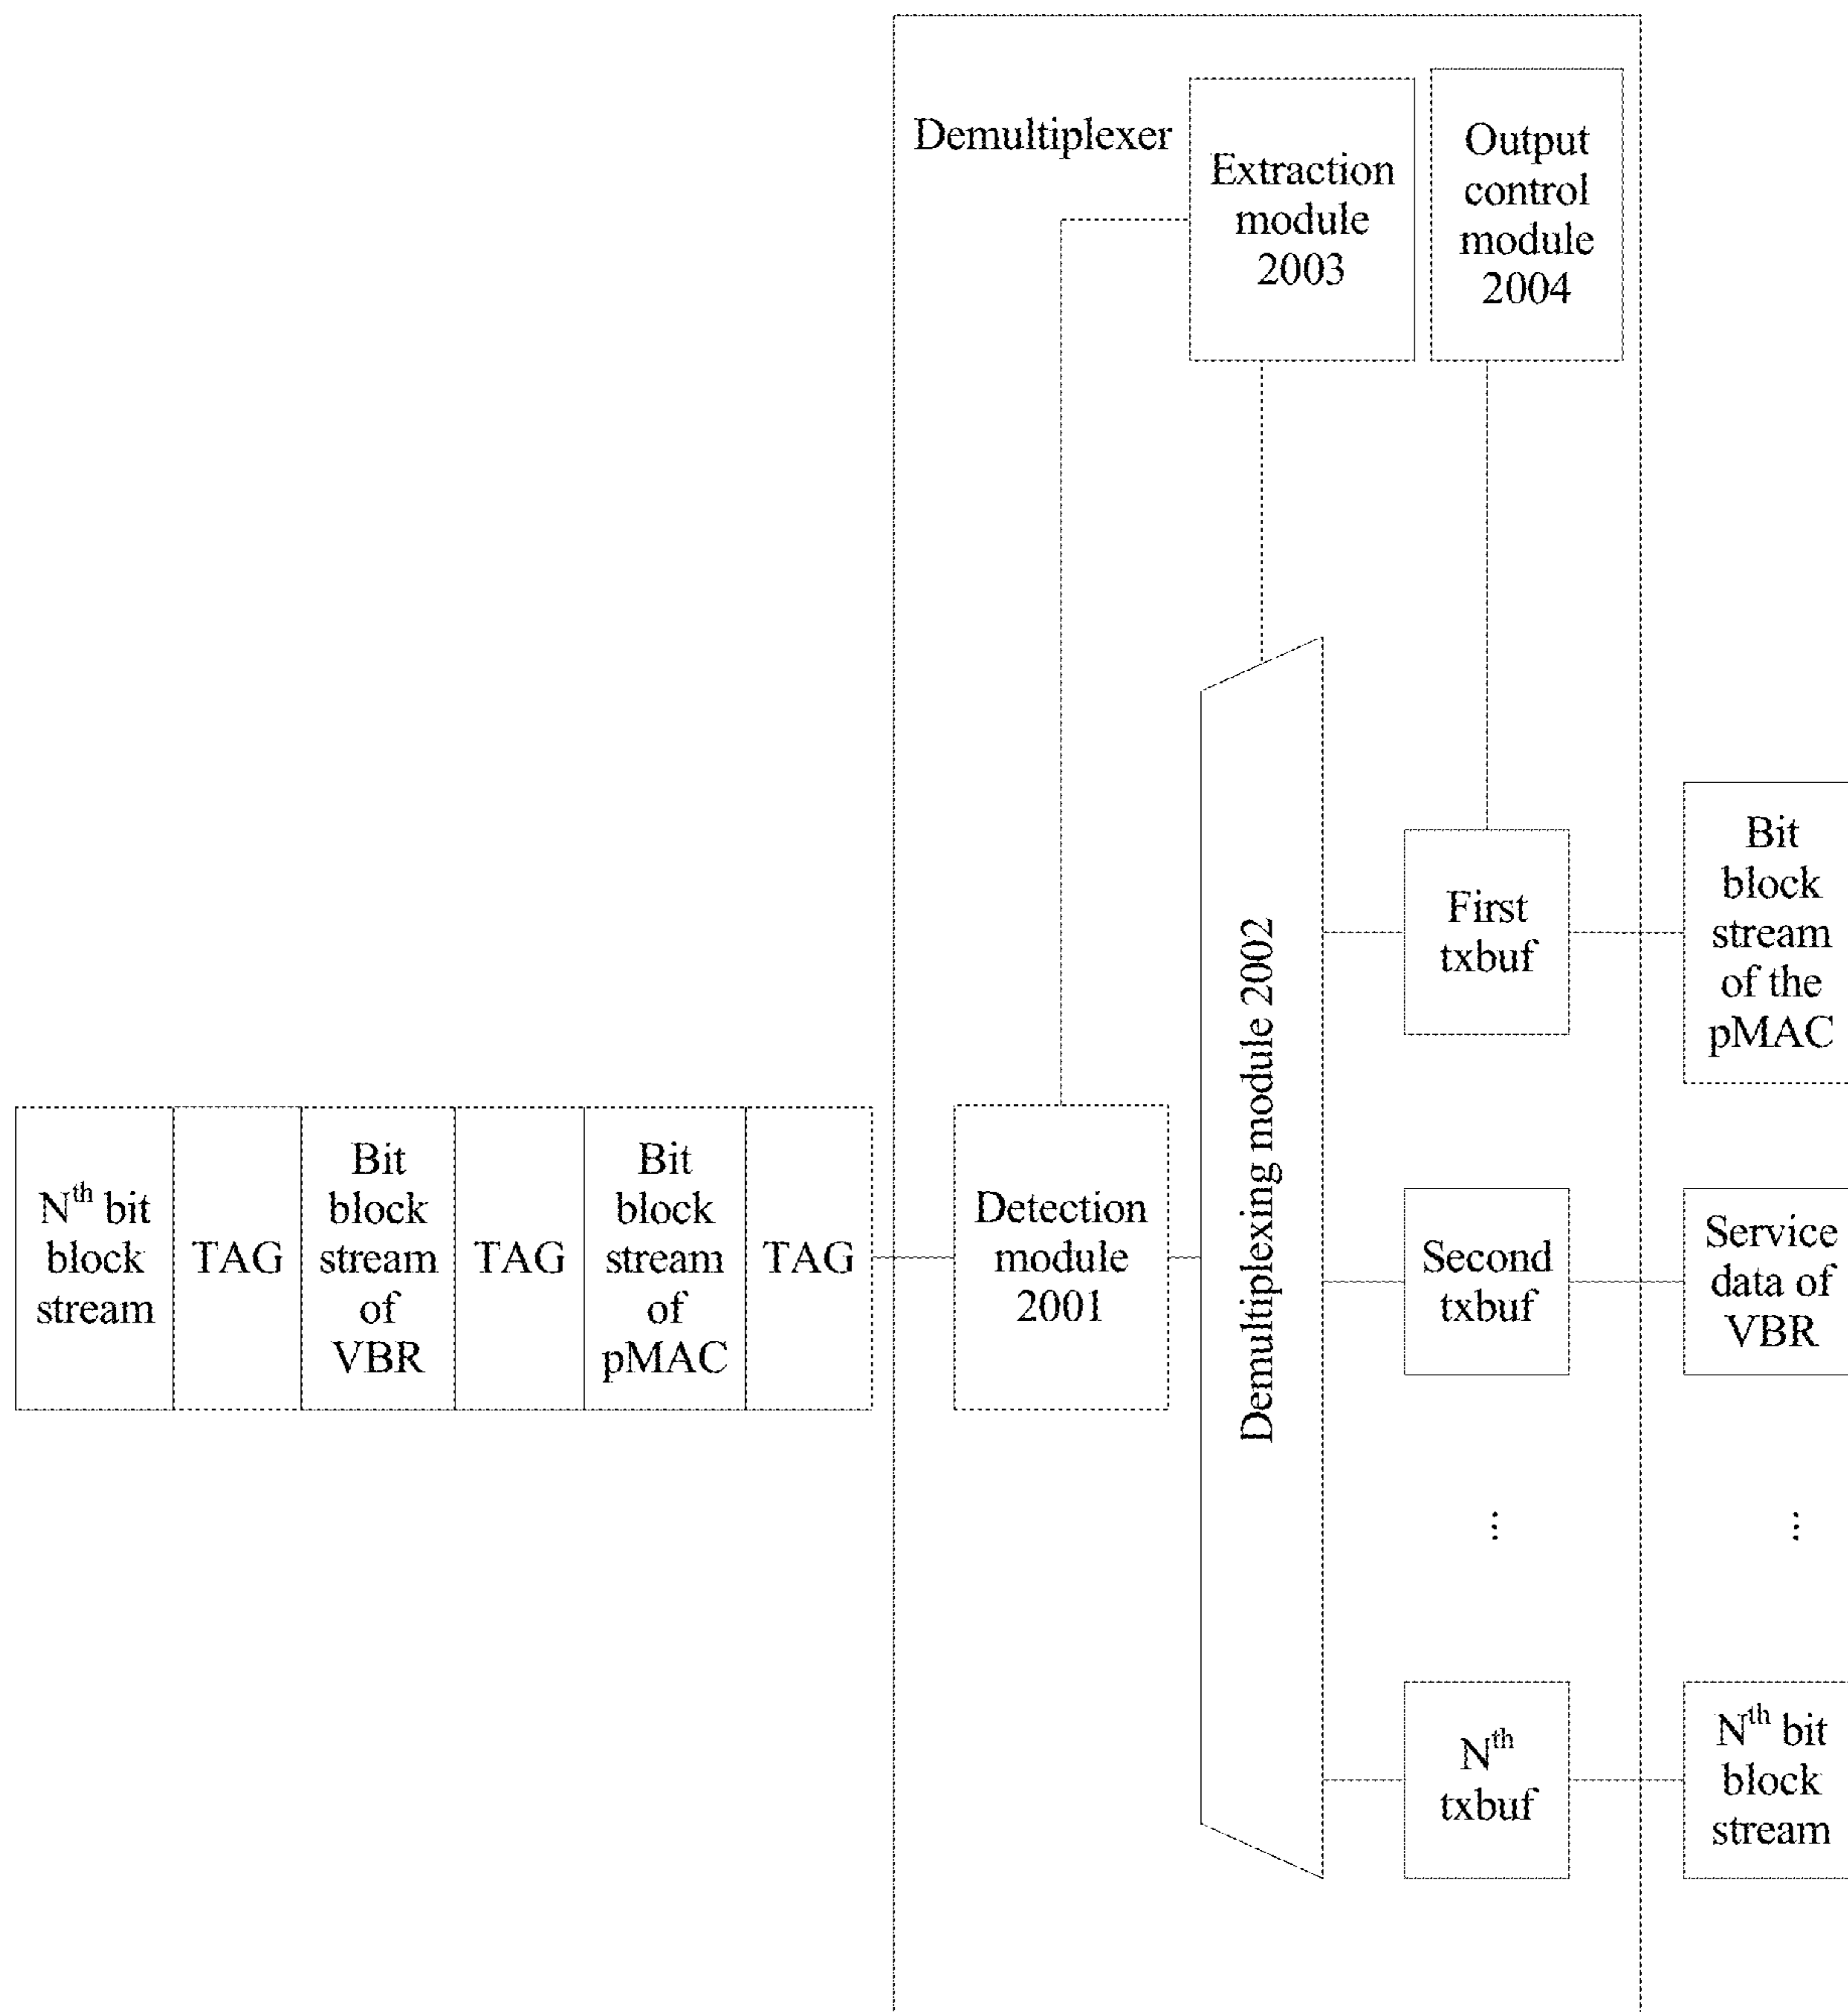 Demultiplexer
Extraction
module
2003
Output
control
module
2004
Demultiplexing module 2002
First
txbuf
Bit
block
stream
of the
pMAC
Nth bit
block
stream
TAG
Bit
block
stream
of
VBR
TAG
Bit
block
stream
of
pMAC
TAG
Detection
module
2001
Second
txbuf
Service
data of
VBR
⋮
⋮
Nth
txbuf
Nth bit
block
stream